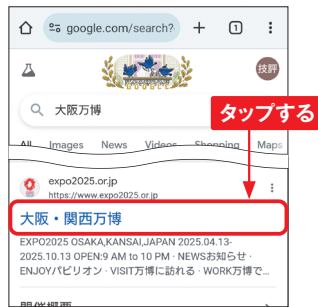 google.com/search?
1
技評
大阪万博
タップする
All Images News Videos Shopping Maps
expo2025.or.jp
https://www.expo2025.or.jp
大阪・関西万博
EXPO2025 OSAKA,KANSAI,JAPAN 2025.04.13-
2025.10.13 OPEN:9 AM to 10 PM · NEWSお知らせ ·
ENJOYパビリオン · VISIT万博に訪れる · WORK万博で...
開催概要